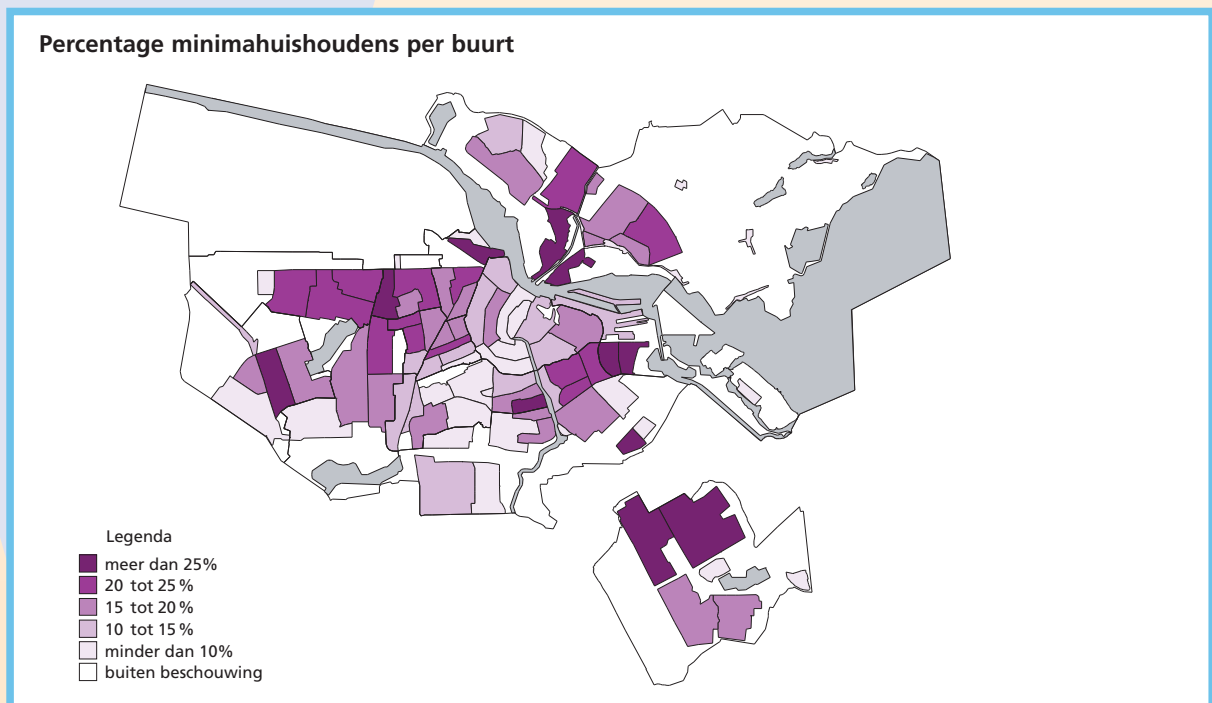 Percentage minimahuishoudens per buurt
Legenda
meer dan 25%
20 tot 25%
15 tot 20%
10 tot 15%
minder dan 10%
buiten beschouwing